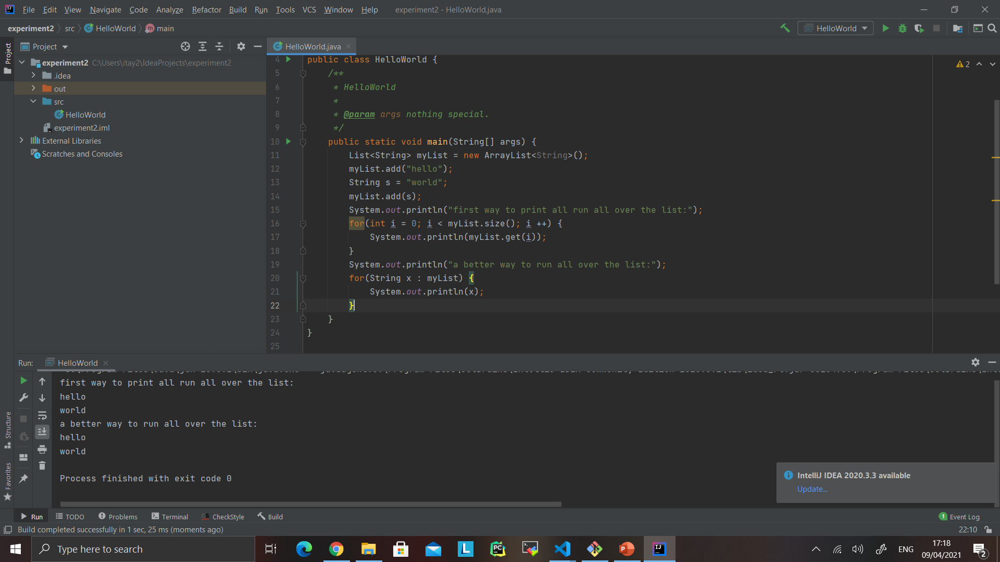 File Edit View Navigate Code Analyze Refactor Build Run Tools VCS Window Help experiment2 - HelloWorld.java
experiment2 src HelloWorld main
HelloWorld
Project
Project
HelloWorld.java
experiment2 C:\Users\itay2\IdeaProjects\experiment2
.idea
out
src
HelloWorld
experiment2.iml
External Libraries
Scratches and Consoles
2
4 public class HelloWorld {
5 /**
6 * HelloWorld
7 *
8 * @param args nothing special.
9 */
10 public static void main(String[] args) {
11 List<String> myList = new ArrayList<String>();
12 myList.add("hello");
13 String s = "world";
14 myList.add(s);
15 System.out.println("first way to print all run all over the list:");
16 for(int i = 0; i < myList.size(); i ++) {
17 System.out.println(myList.get(i));
18 }
19 System.out.println("a better way to run all over the list:");
20 for(String x : myList) {
21 System.out.println(x);
22 }
23 }
24 }
25
Run: HelloWorld
first way to print all run all over the list:
hello
world
a better way to run all over the list:
hello
world
Process finished with exit code 0
Structure
Favorites
IntelliJ IDEA 2020.3.3 available
Update...
Run TODO Problems Terminal CheckStyle Build 1 Event Log
Build completed successfully in 1 sec, 25 ms (moments ago) 22:10
Type here to search
ENG
17:18
09/04/2021
2